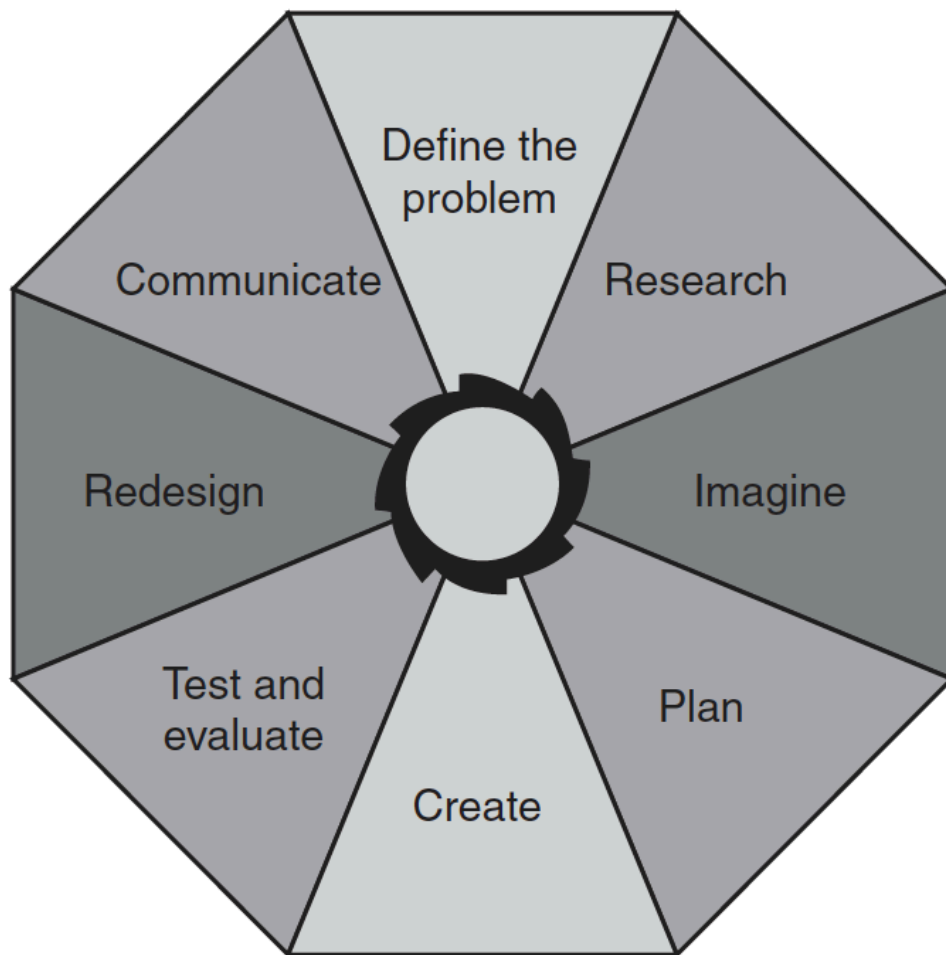 Define the
problem
Research
Imagine
Plan
Create
Test and
evaluate
Redesign
Communicate